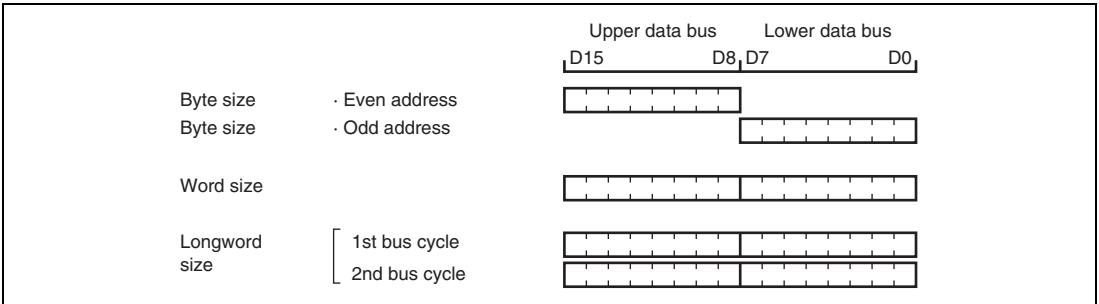 Upper data bus Lower data bus
D15 D8 D7 D0
Byte size · Even address
Byte size · Odd address
Word size
Longword size
1st bus cycle
2nd bus cycle